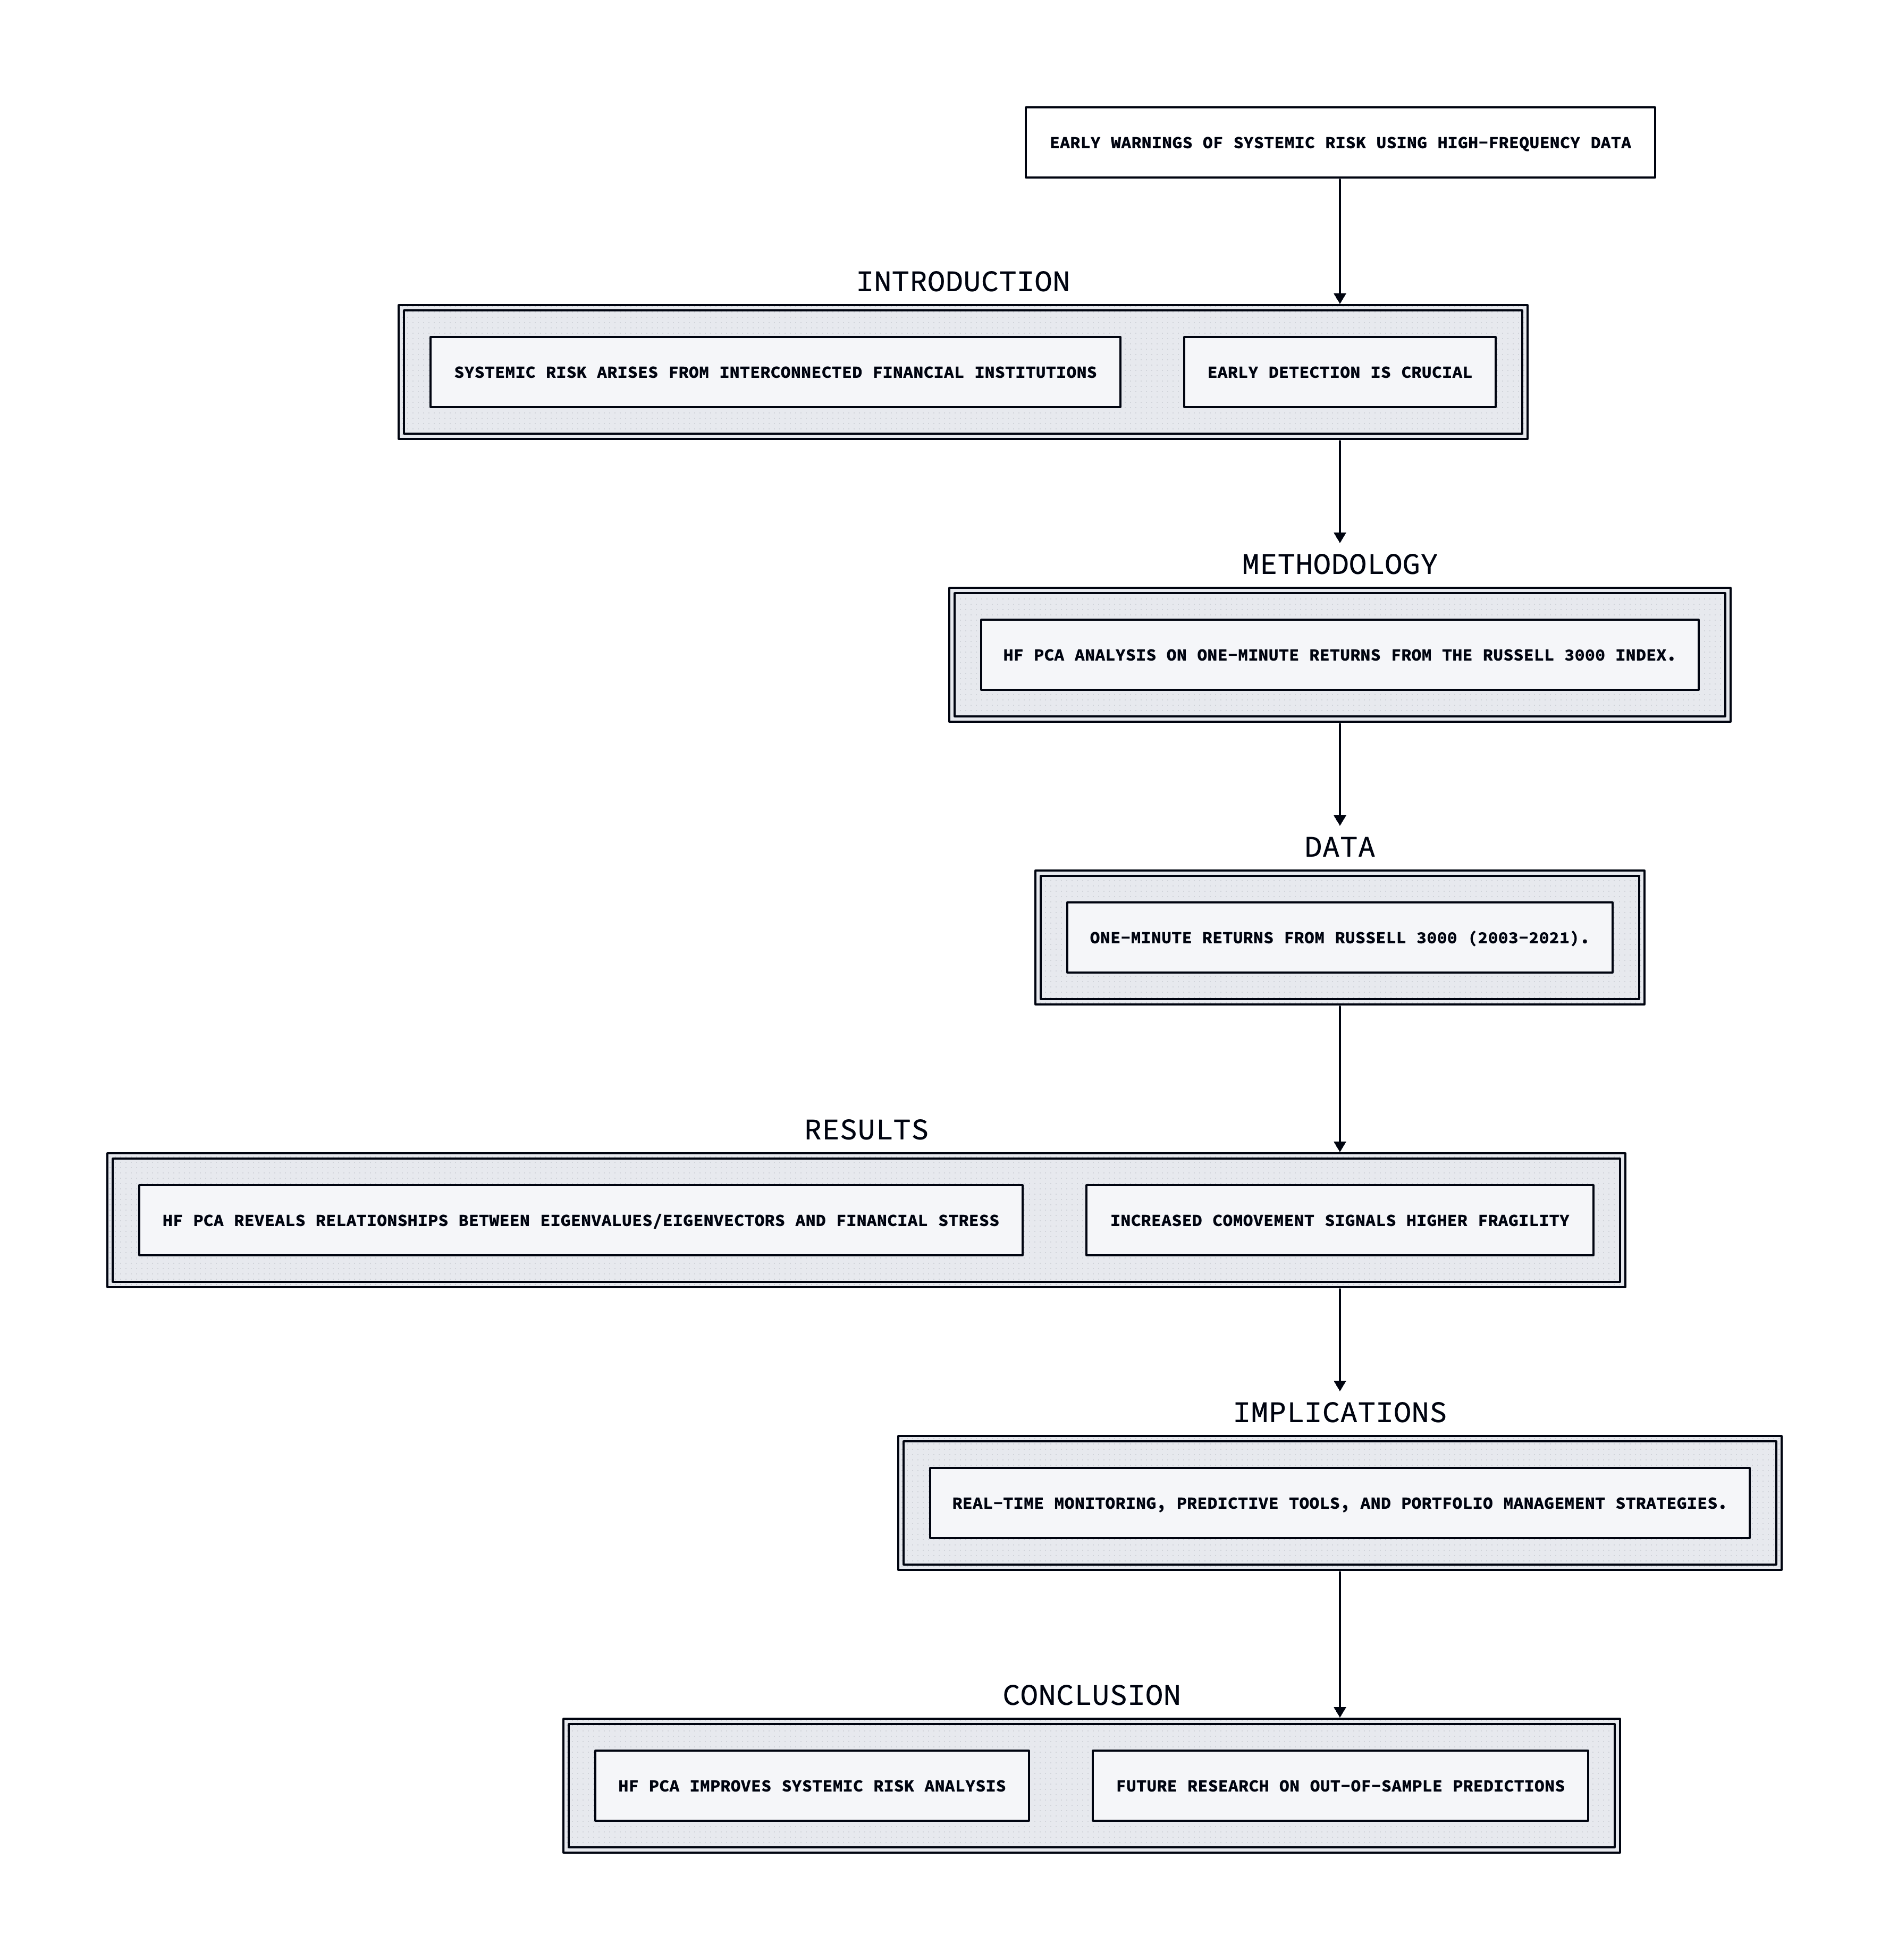 EARLY WARNINGS OF SYSTEMIC RISK USING HIGH-FREQUENCY DATA
INTRODUCTION
SYSTEMIC RISK ARISES FROM INTERCONNECTED FINANCIAL INSTITUTIONS
EARLY DETECTION IS CRUCIAL
METHODOLOGY
HF PCA ANALYSIS ON ONE-MINUTE RETURNS FROM THE RUSSELL 3000 INDEX.
DATA
ONE-MINUTE RETURNS FROM RUSSELL 3000 (2003-2021).
RESULTS
HF PCA REVEALS RELATIONSHIPS BETWEEN EIGENVALUES/EIGENVECTORS AND FINANCIAL STRESS
INCREASED COMOVEMENT SIGNALS HIGHER FRAGILITY
IMPLICATIONS
REAL-TIME MONITORING, PREDICTIVE TOOLS, AND PORTFOLIO MANAGEMENT STRATEGIES.
CONCLUSION
HF PCA IMPROVES SYSTEMIC RISK ANALYSIS
FUTURE RESEARCH ON OUT-OF-SAMPLE PREDICTIONS